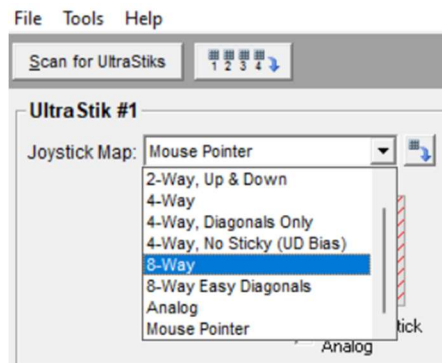 File Tools Help
Scan for UltraStiks
1 2 3 4
UltraStik #1
Joystick Map: Mouse Pointer
2-Way, Up & Down
4-Way
4-Way, Diagonals Only
4-Way, No Sticky (UD Bias)
8-Way
8-Way Easy Diagonals
Analog
Mouse Pointer
tick
Analog